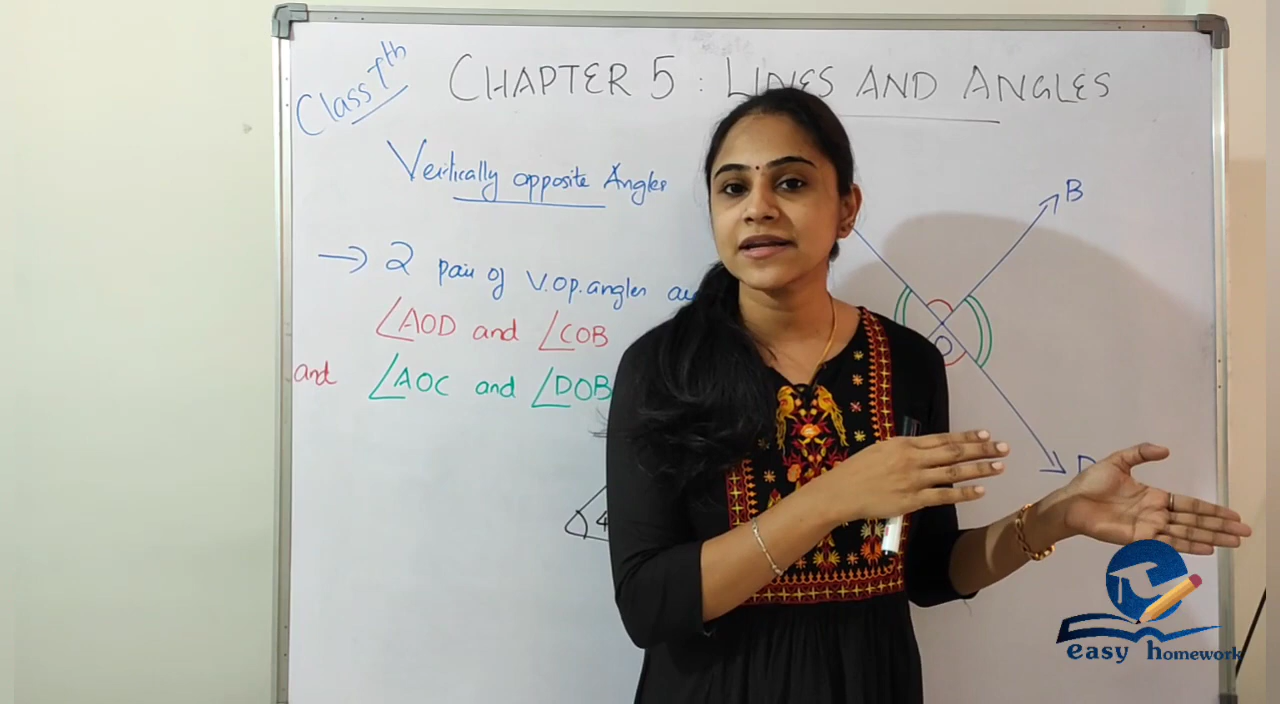 Class 7th
CHAPTER 5 : LINES AND ANGLES
Vertically opposite Angles
B
→ 2 pair of V.op.angles
∠AOD and ∠COB
O
and ∠AOC and ∠DOB
D
4
easy homework